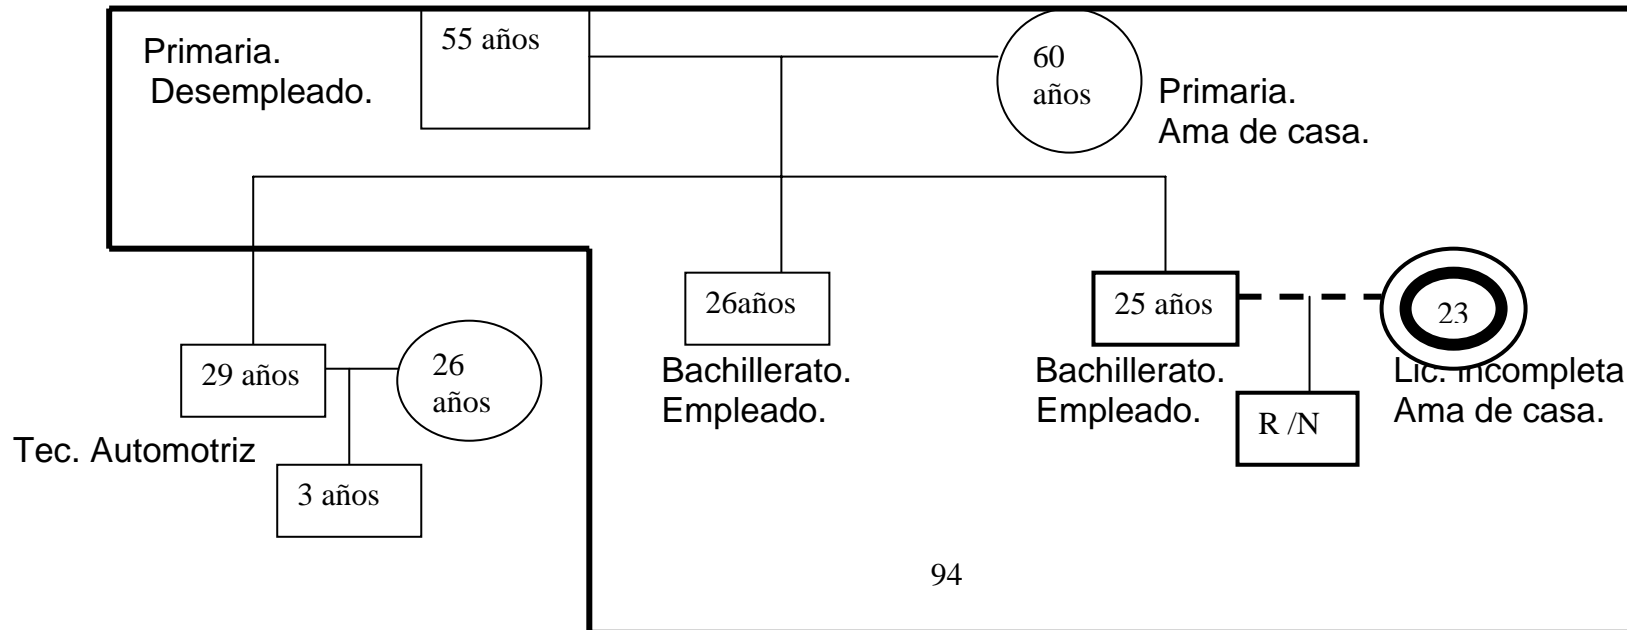 55 años
Primaria.
Desempleado.
60
años
Primaria.
Ama de casa.
26años
Bachillerato.
Empleado.
25 años
Bachillerato.
Empleado.
23
Lic. Incompleta
Ama de casa.
R /N
29 años
26
años
Tec. Automotriz
3 años
94